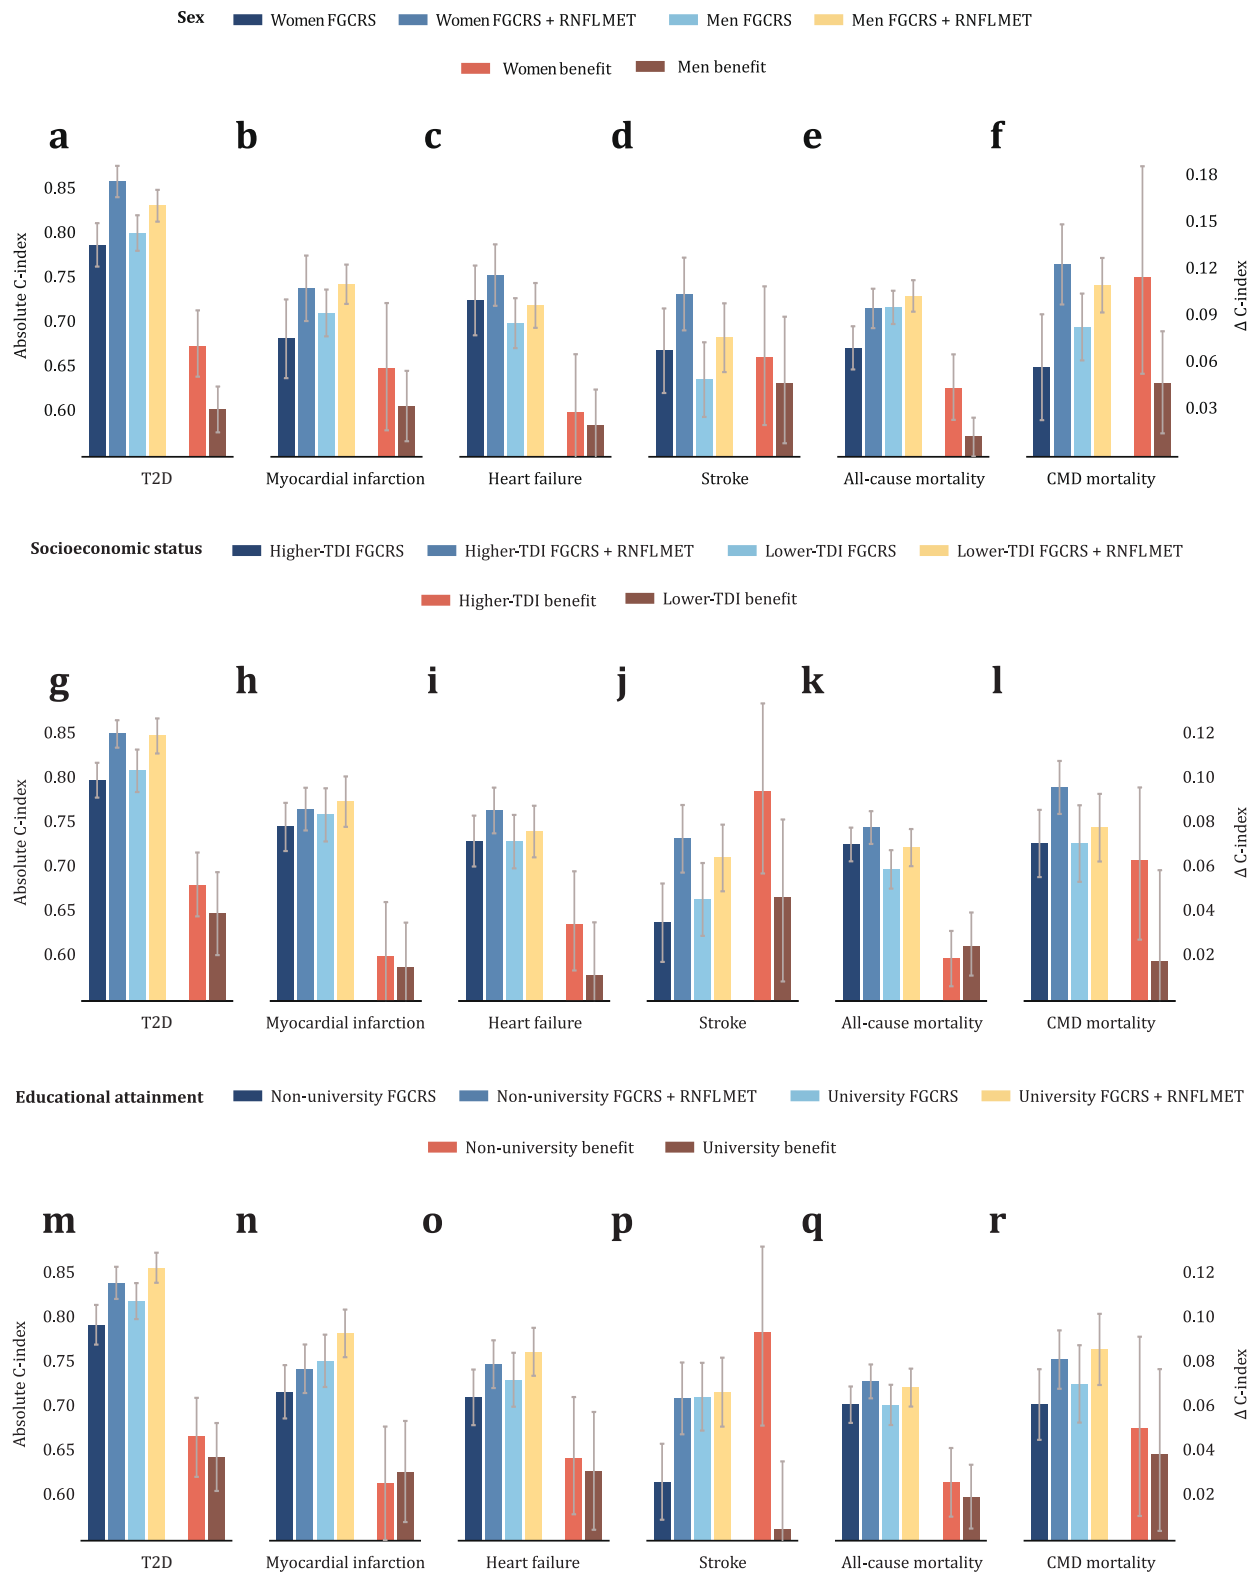 Sex Women FGCRS Women FGCRS + RNFLMET Men FGCRS Men FGCRS + RNFLMET
Women benefit Men benefit
a b c d e f
Absolute C-index
0.85
0.80
0.75
0.70
0.65
0.60
0.18
0.15
0.12
0.09
0.06
0.03
Δ C-index
T2D Myocardial infarction Heart failure Stroke All-cause mortality CMD mortality
Socioeconomic status Higher-TDI FGCRS Higher-TDI FGCRS + RNFLMET Lower-TDI FGCRS Lower-TDI FGCRS + RNFLMET
Higher-TDI benefit Lower-TDI benefit
g h i j k l
Absolute C-index
0.85
0.80
0.75
0.70
0.65
0.60
0.12
0.10
0.08
0.06
0.04
0.02
Δ C-index
T2D Myocardial infarction Heart failure Stroke All-cause mortality CMD mortality
Educational attainment Non-university FGCRS Non-university FGCRS + RNFLMET University FGCRS University FGCRS + RNFLMET
Non-university benefit University benefit
m n o p q r
Absolute C-index
0.85
0.80
0.75
0.70
0.65
0.60
0.12
0.10
0.08
0.06
0.04
0.02
Δ C-index
T2D Myocardial infarction Heart failure Stroke All-cause mortality CMD mortality